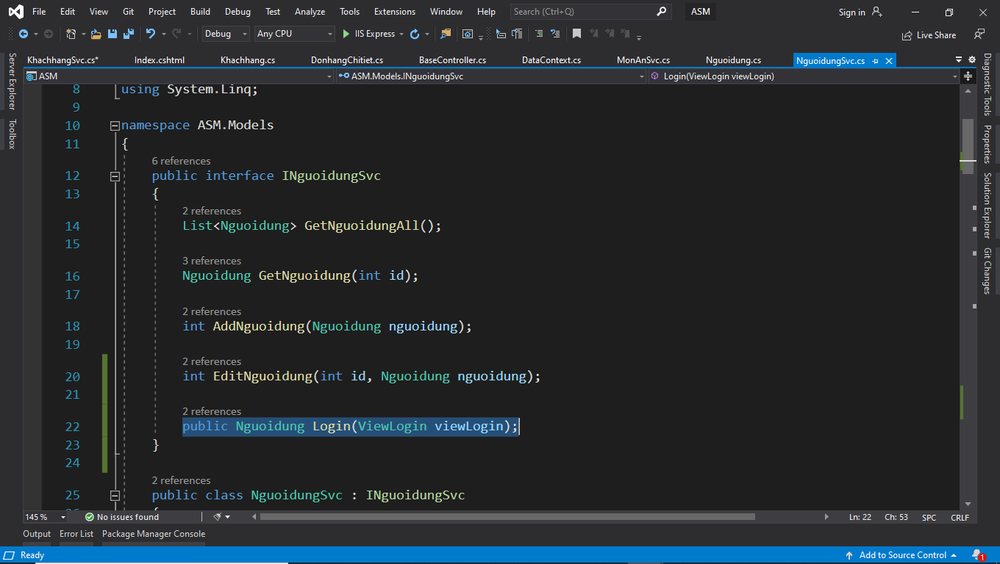 File Edit View Git Project Build Debug Test Analyze Tools Extensions Window Help Search (Ctrl+Q) ASM Sign in
Debug Any CPU IIS Express Live Share
KhachhangSvc.cs* Index.cshtml Khachhang.cs DonhangChitiet.cs BaseController.cs DataContext.cs MonAnSvc.cs Nguoidung.cs NguoidungSvc.cs
ASM ASM.Models.INguoidungSvc Login(ViewLogin viewLogin)
8 using System.Linq;
9
10 namespace ASM.Models
11 {
6 references
12 public interface INguoidungSvc
13 {
2 references
14 List<Nguoidung> GetNguoidungAll();
15
3 references
16 Nguoidung GetNguoidung(int id);
17
2 references
18 int AddNguoidung(Nguoidung nguoidung);
19
2 references
20 int EditNguoidung(int id, Nguoidung nguoidung);
21
2 references
22 public Nguoidung Login(ViewLogin viewLogin);
23 }
24
2 references
25 public class NguoidungSvc : INguoidungSvc
26 {
145 % No issues found Ln: 22 Ch: 53 SPC CRLF
Output Error List Package Manager Console
Ready Add to Source Control 1
Server Explorer
Toolbox
Diagnostic Tools
Properties
Solution Explorer
Git Changes